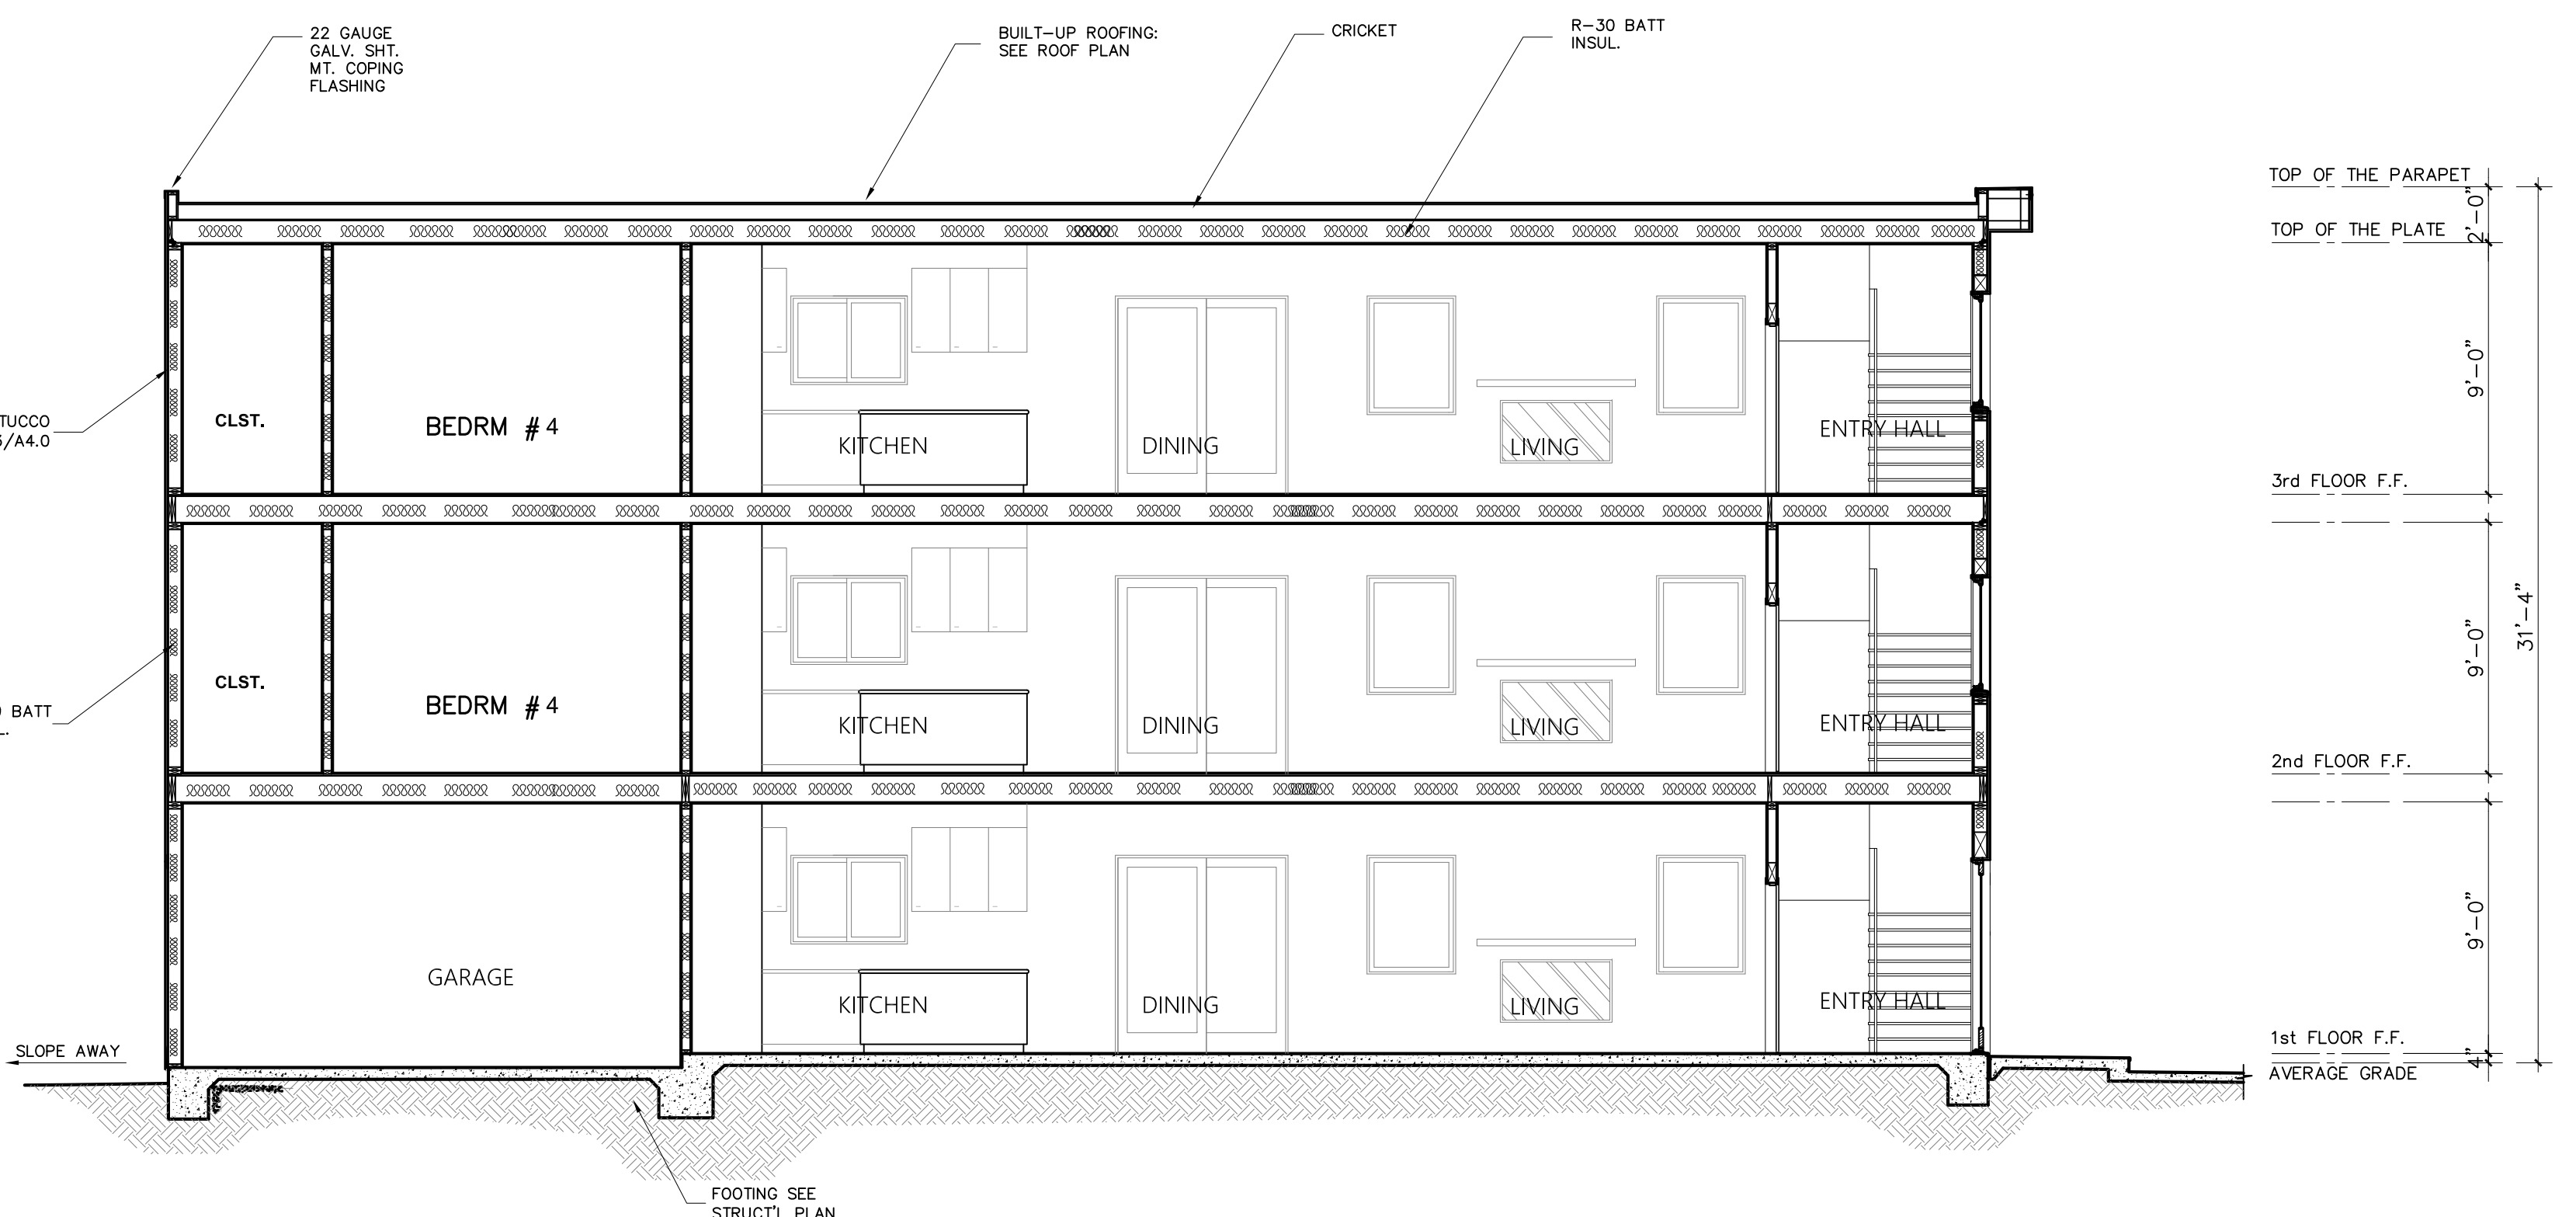 22 GAUGE
GALV. SHT.
MT. COPING
FLASHING
BUILT-UP ROOFING:
SEE ROOF PLAN
CRICKET
R-30 BATT
INSUL.
TOP OF THE PARAPET
2'-0"
TOP OF THE PLATE
9'-0"
CLST.
BEDRM #4
KITCHEN
DINING
LIVING
ENTRY HALL
/A4.0
3rd FLOOR F.F.
9'-0"
31'-4"
CLST.
BEDRM #4
KITCHEN
DINING
LIVING
ENTRY HALL
BATT
2nd FLOOR F.F.
9'-0"
GARAGE
KITCHEN
DINING
LIVING
ENTRY HALL
SLOPE AWAY
1st FLOOR F.F.
4"
AVERAGE GRADE
FOOTING SEE
STRUCT'L PLAN